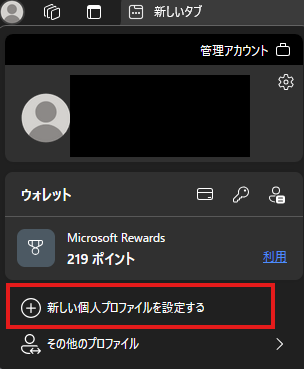 新しいタブ
管理アカウント
ウォレット
Microsoft Rewards
219 ポイント
利用
新しい個人プロファイルを設定する
その他のプロファイル